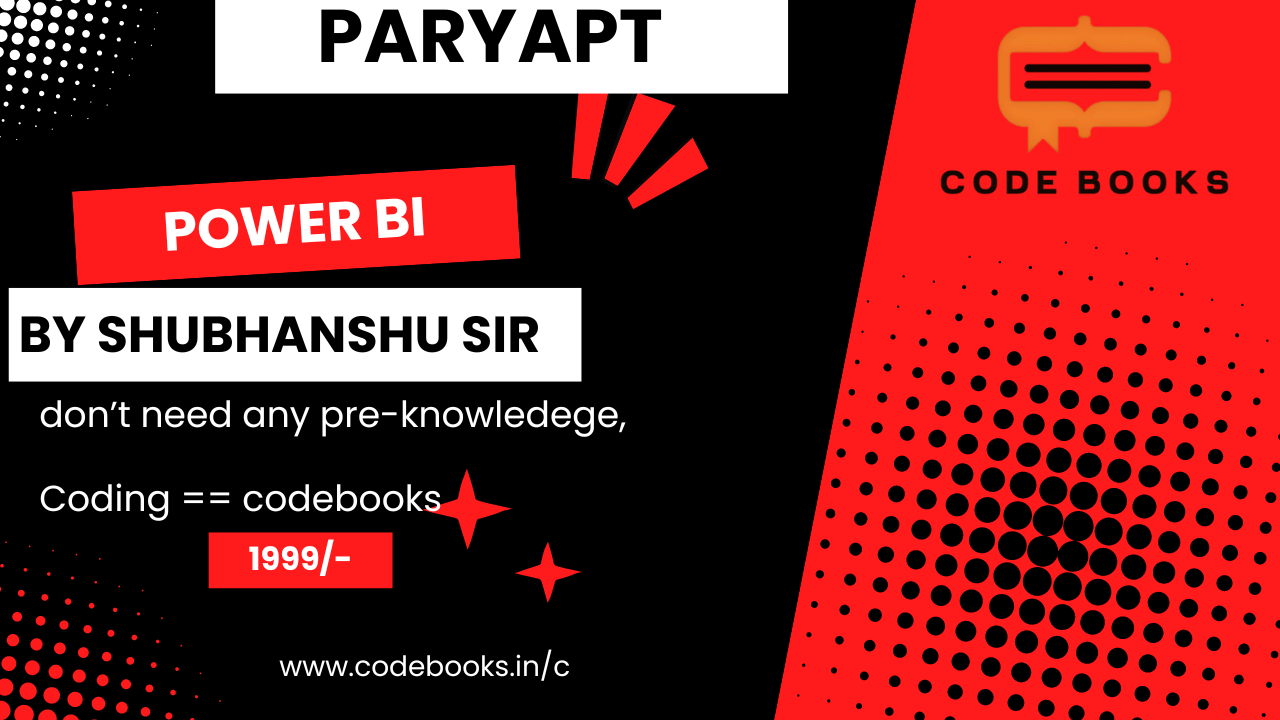 PARYAPT
CODE BOOKS
POWER BI
BY SHUBHANSHU SIR
don’t need any pre-knowledege,
Coding == codebooks
1999/-
www.codebooks.in/c